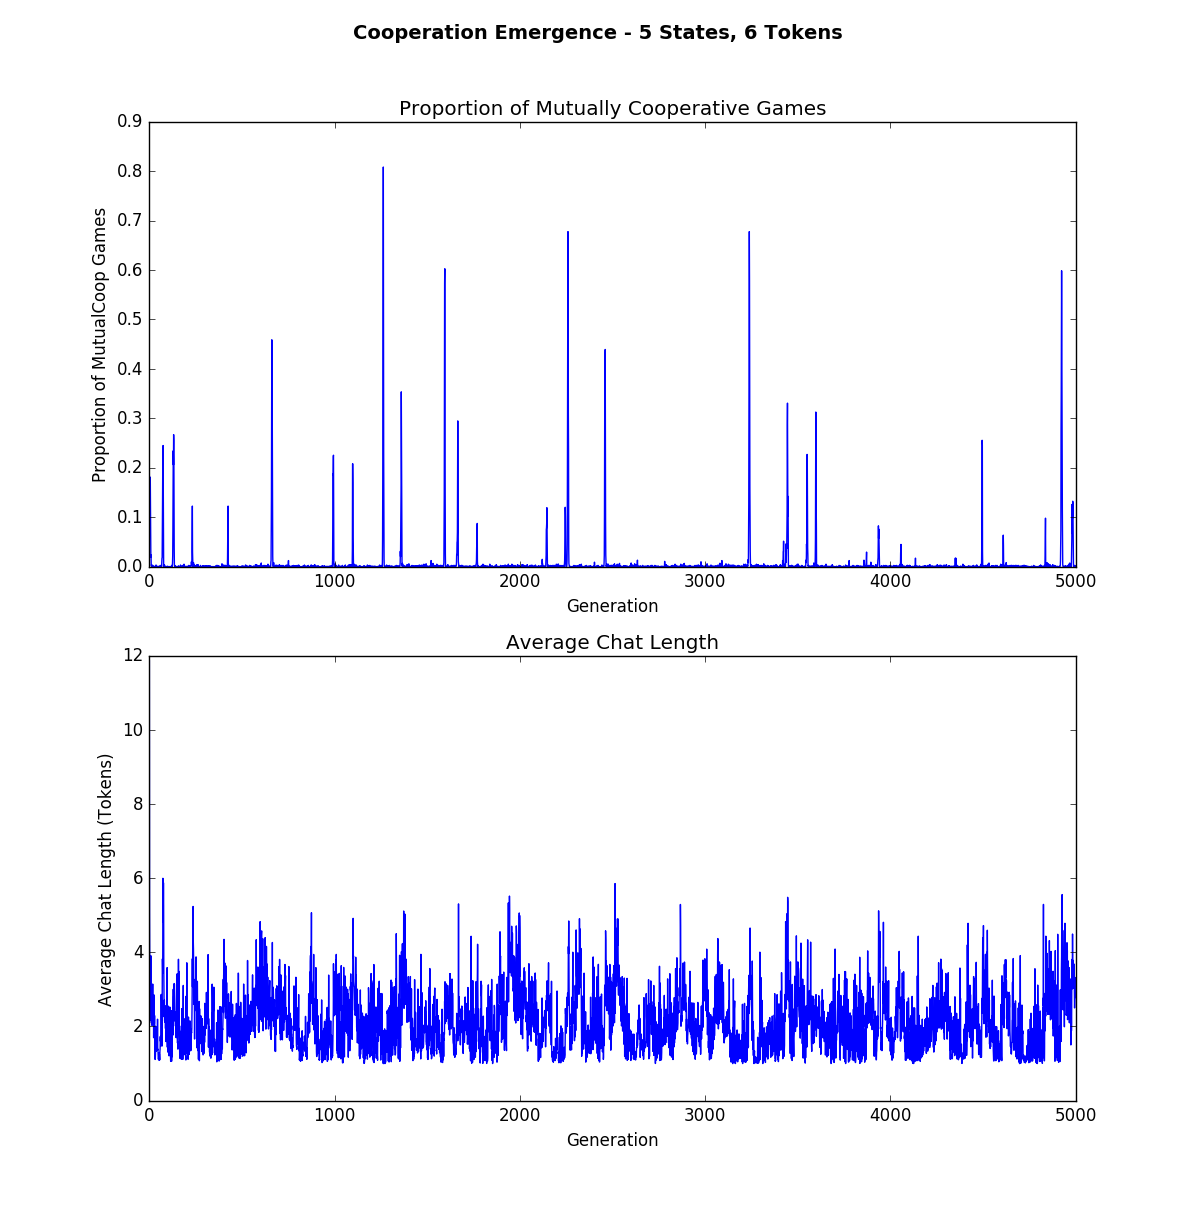 Cooperation Emergence - 5 States, 6 Tokens
Proportion of Mutually Cooperative Games
0.9
0.8
0.7
0.6
0.5
0.4
0.3
0.2
0.1
0.0
Proportion of MutualCoop Games
0 1000 2000 3000 4000 5000
Generation
Average Chat Length
12
10
8
6
4
2
0
Average Chat Length (Tokens)
0 1000 2000 3000 4000 5000
Generation